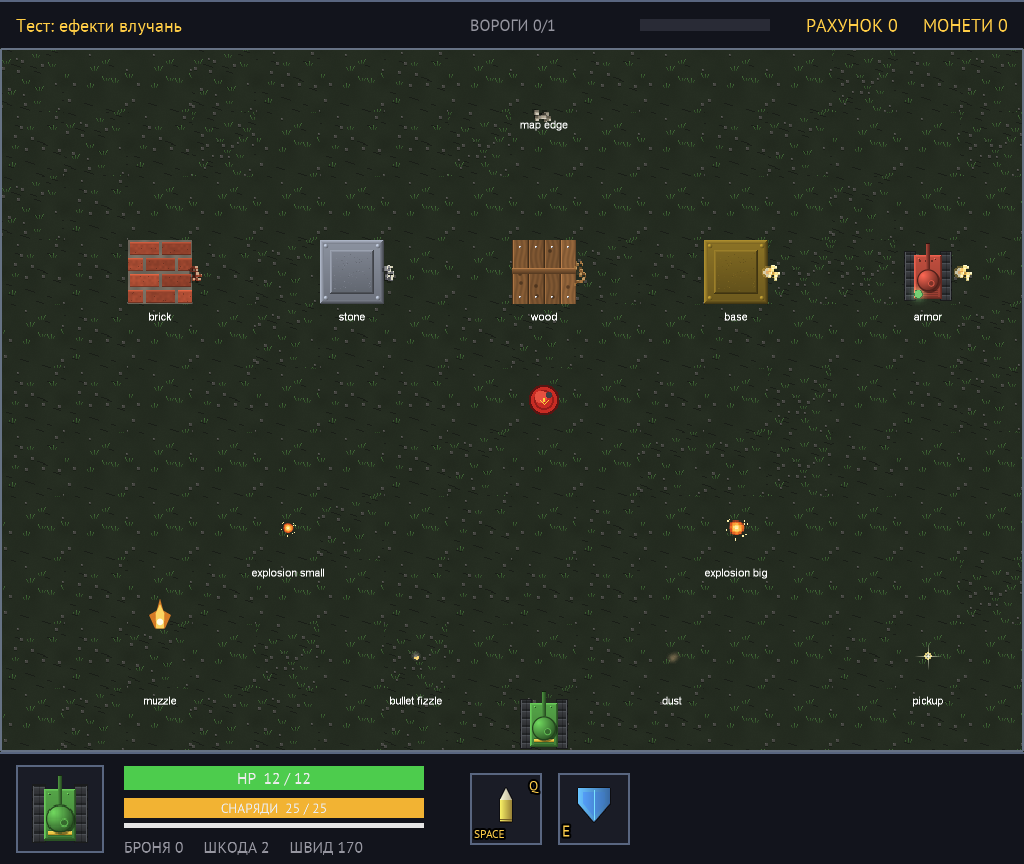 Тест: ефекти влучань
ВОРОГИ 0/1
РАХУНОК 0
МОНЕТИ 0
map edge
brick
stone
wood
base
armor
explosion small
explosion big
muzzle
bullet fizzle
dust
pickup
HP 12 / 12
СНАРЯДИ 25 / 25
БРОНЯ 0
ШКОДА 2
ШВИД 170
Q
SPACE
E